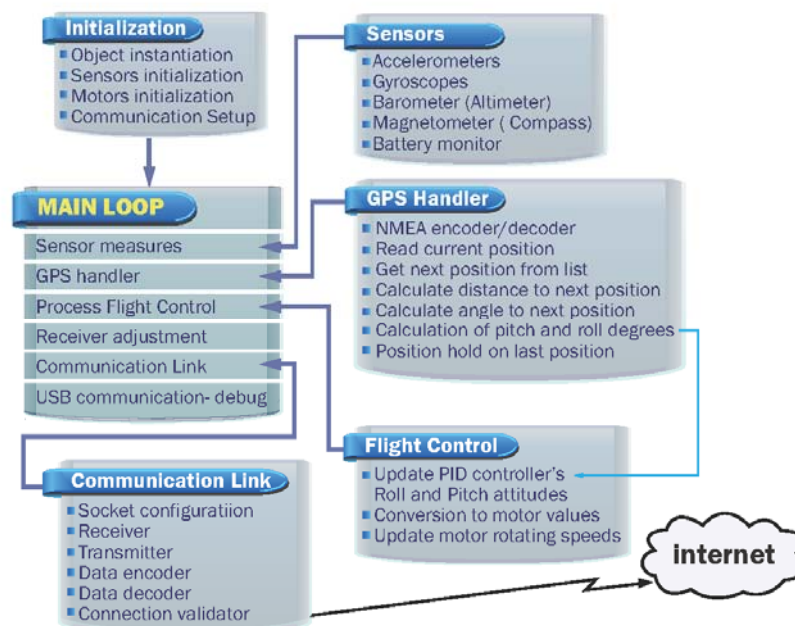 Initialization
Object instantiation
Sensors initialization
Motors initialization
Communication Setup
Sensors
Accelerometers
Gyroscopes
Barometer (Altimeter)
Magnetometer ( Compass)
Battery monitor
MAIN LOOP
Sensor measures
GPS handler
Process Flight Control
Receiver adjustment
Communication Link
USB communication- debug
GPS Handler
NMEA encoder/decoder
Read current position
Get next position from list
Calculate distance to next position
Calculate angle to next position
Calculation of pitch and roll degrees
Position hold on last position
Flight Control
Update PID controller's
Roll and Pitch attitudes
Conversion to motor values
Update motor rotating speeds
Communication Link
Socket configuratiion
Receiver
Transmitter
Data encoder
Data decoder
Connection validator
internet